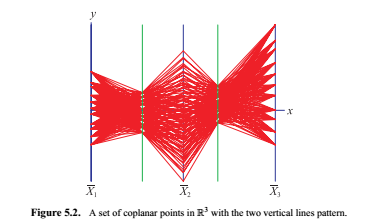 y
x
X̅₁ X̅₂ X̅₃
Figure 5.2. A set of coplanar points in ℝ³ with the two vertical lines pattern.